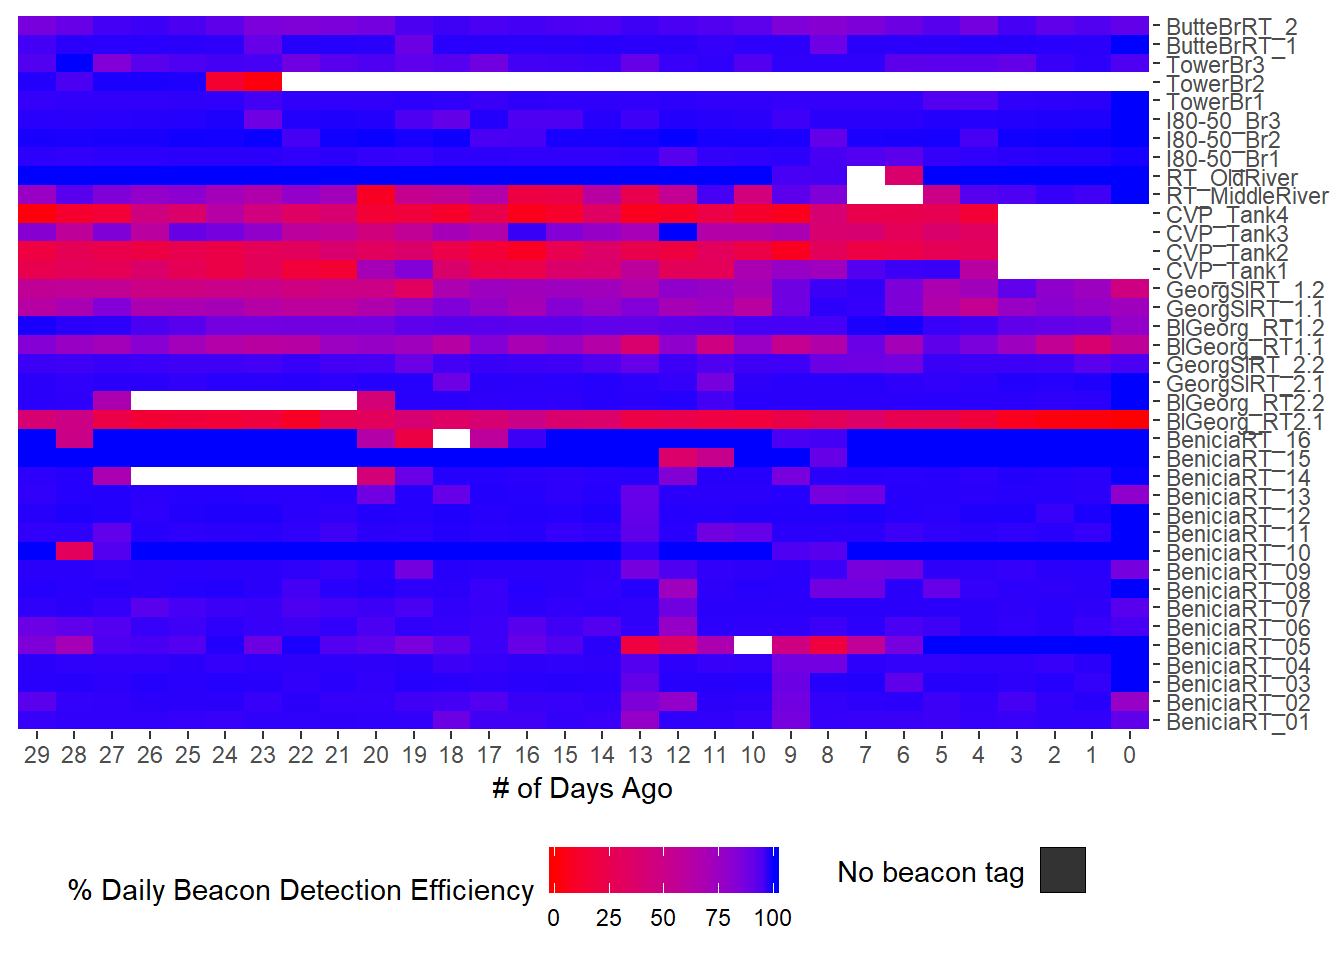 ButteBrRT_2
ButteBrRT_1
TowerBr3
TowerBr2
TowerBr1
I80-50_Br3
I80-50_Br2
I80-50_Br1
RT_OldRiver
RT_MiddleRiver
CVP_Tank4
CVP_Tank3
CVP_Tank2
CVP_Tank1
GeorgSlRT_1.2
GeorgSlRT_1.1
BlGeorg_RT1.2
BlGeorg_RT1.1
GeorgSlRT_2.2
GeorgSlRT_2.1
BlGeorg_RT2.2
BlGeorg_RT2.1
BeniciaRT_16
BeniciaRT_15
BeniciaRT_14
BeniciaRT_13
BeniciaRT_12
BeniciaRT_11
BeniciaRT_10
BeniciaRT_09
BeniciaRT_08
BeniciaRT_07
BeniciaRT_06
BeniciaRT_05
BeniciaRT_04
BeniciaRT_03
BeniciaRT_02
BeniciaRT_01
29 28 27 26 25 24 23 22 21 20 19 18 17 16 15 14 13 12 11 10 9 8 7 6 5 4 3 2 1 0
# of Days Ago
% Daily Beacon Detection Efficiency
0 25 50 75 100
No beacon tag